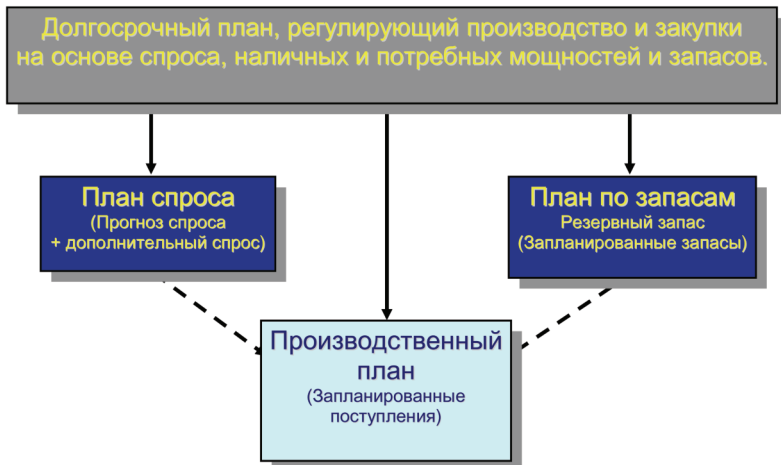 Долгосрочный план, регулирующий производство и закупки
на основе спроса, наличных и потребных мощностей и запасов.
План спроса
(Прогноз спроса
+ дополнительный спрос)
План по запасам
Резервный запас
(Запланированные запасы)
Производственный
план
(Запланированные
поступления)